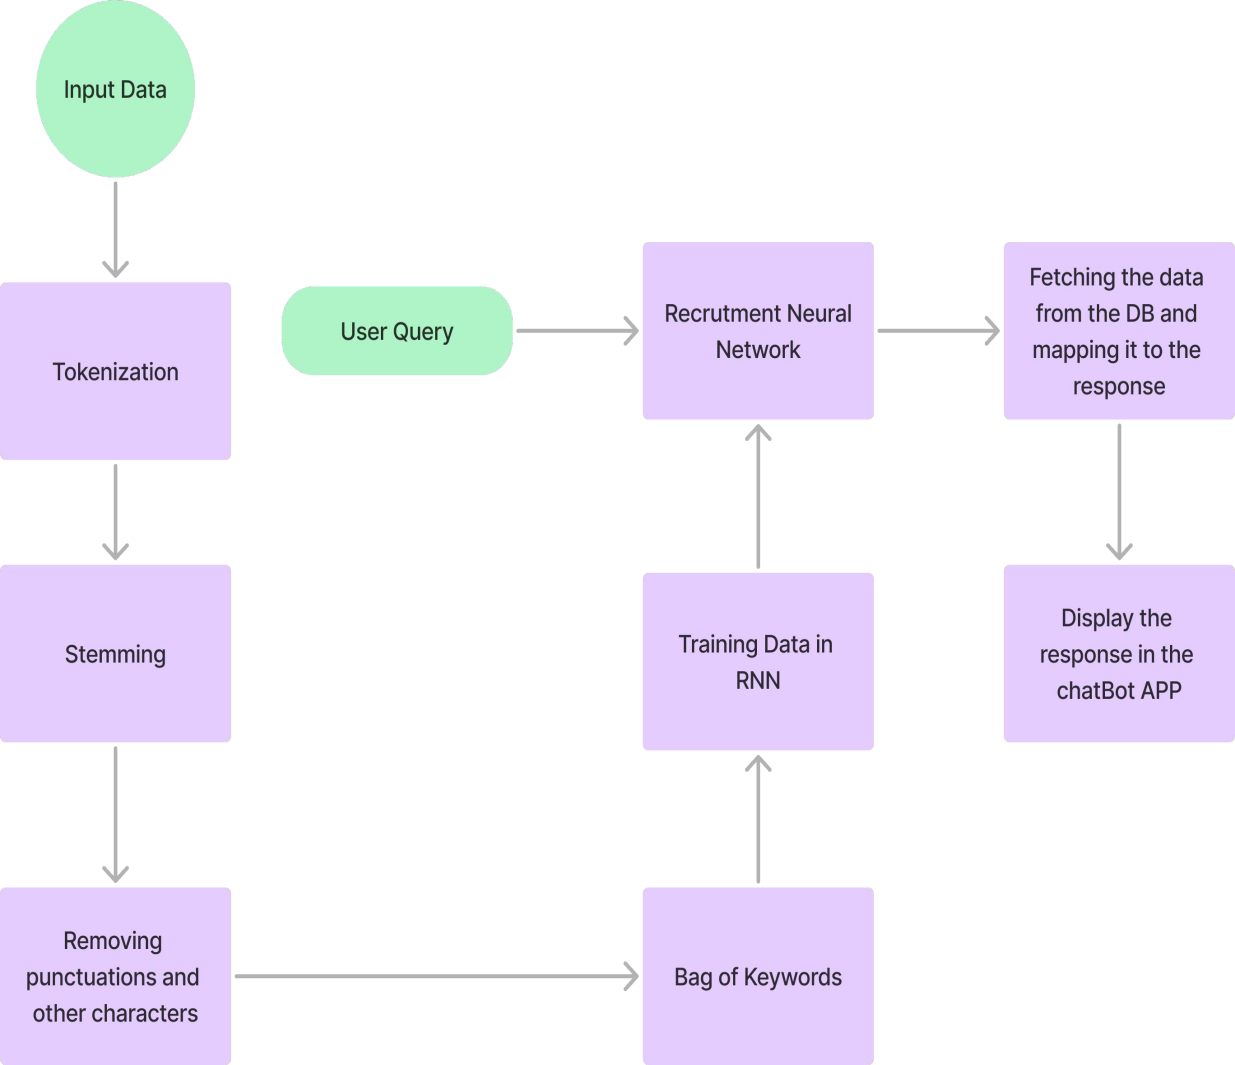 Input Data
Tokenization
Stemming
Removing
punctuations and
other characters
Bag of Keywords
Training Data in
RNN
User Query
Recrutment Neural
Network
Fetching the data
from the DB and
mapping it to the
response
Display the
response in the
chatBot APP